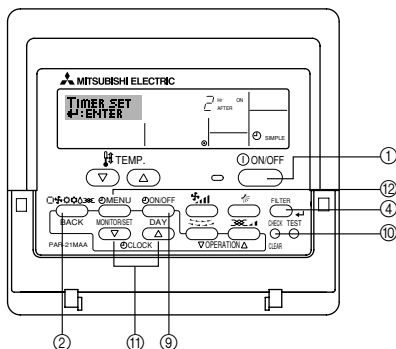 MITSUBISHI ELECTRIC
TIMER SET
↵:ENTER
2 Hr ON
AFTER
SIMPLE
TEMP.
ON/OFF
①
⑫
MENU
ON/OFF
FILTER
④
BACK
MONITOR/SET
DAY
CHECK
TEST
PAR-21MAA
CLOCK
▽OPERATION△
CLEAR
⑩
②
⑪
⑨